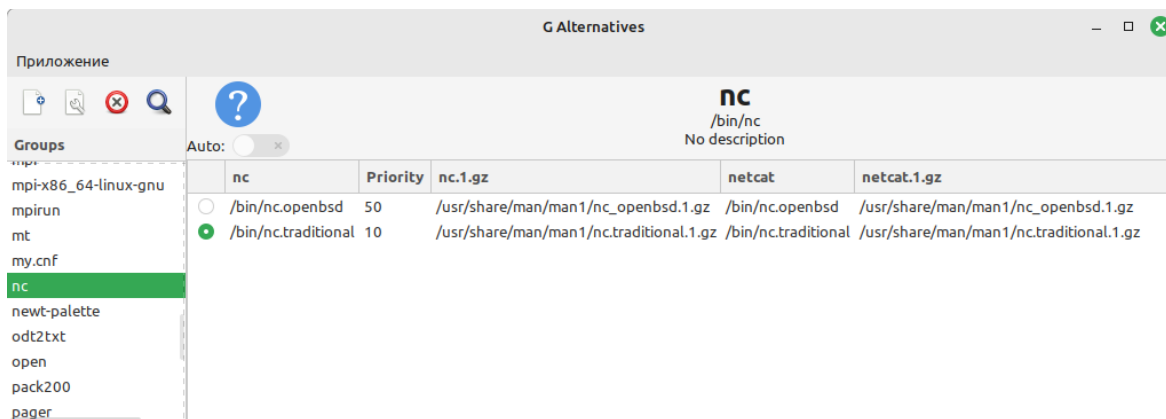 G Alternatives
Приложение
nc
/bin/nc
No description
Groups
Auto:
mpi
mpi-x86_64-linux-gnu
mpirun
mt
my.cnf
nc
newt-palette
odt2txt
open
pack200
pager
nc Priority nc.1.gz netcat netcat.1.gz
/bin/nc.openbsd 50 /usr/share/man/man1/nc_openbsd.1.gz /bin/nc.openbsd /usr/share/man/man1/nc_openbsd.1.gz
/bin/nc.traditional 10 /usr/share/man/man1/nc.traditional.1.gz /bin/nc.traditional /usr/share/man/man1/nc.traditional.1.gz